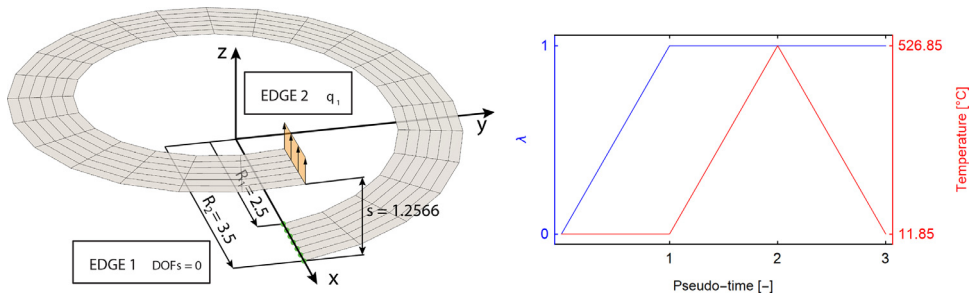 z
EDGE 2 q₁
y
R₁ = 2.5
R₂ = 3.5
s = 1.2566
EDGE 1 DOFs = 0
x
1
λ
0
526.85
Temperature [°C]
11.85
1 2 3
Pseudo-time [-]